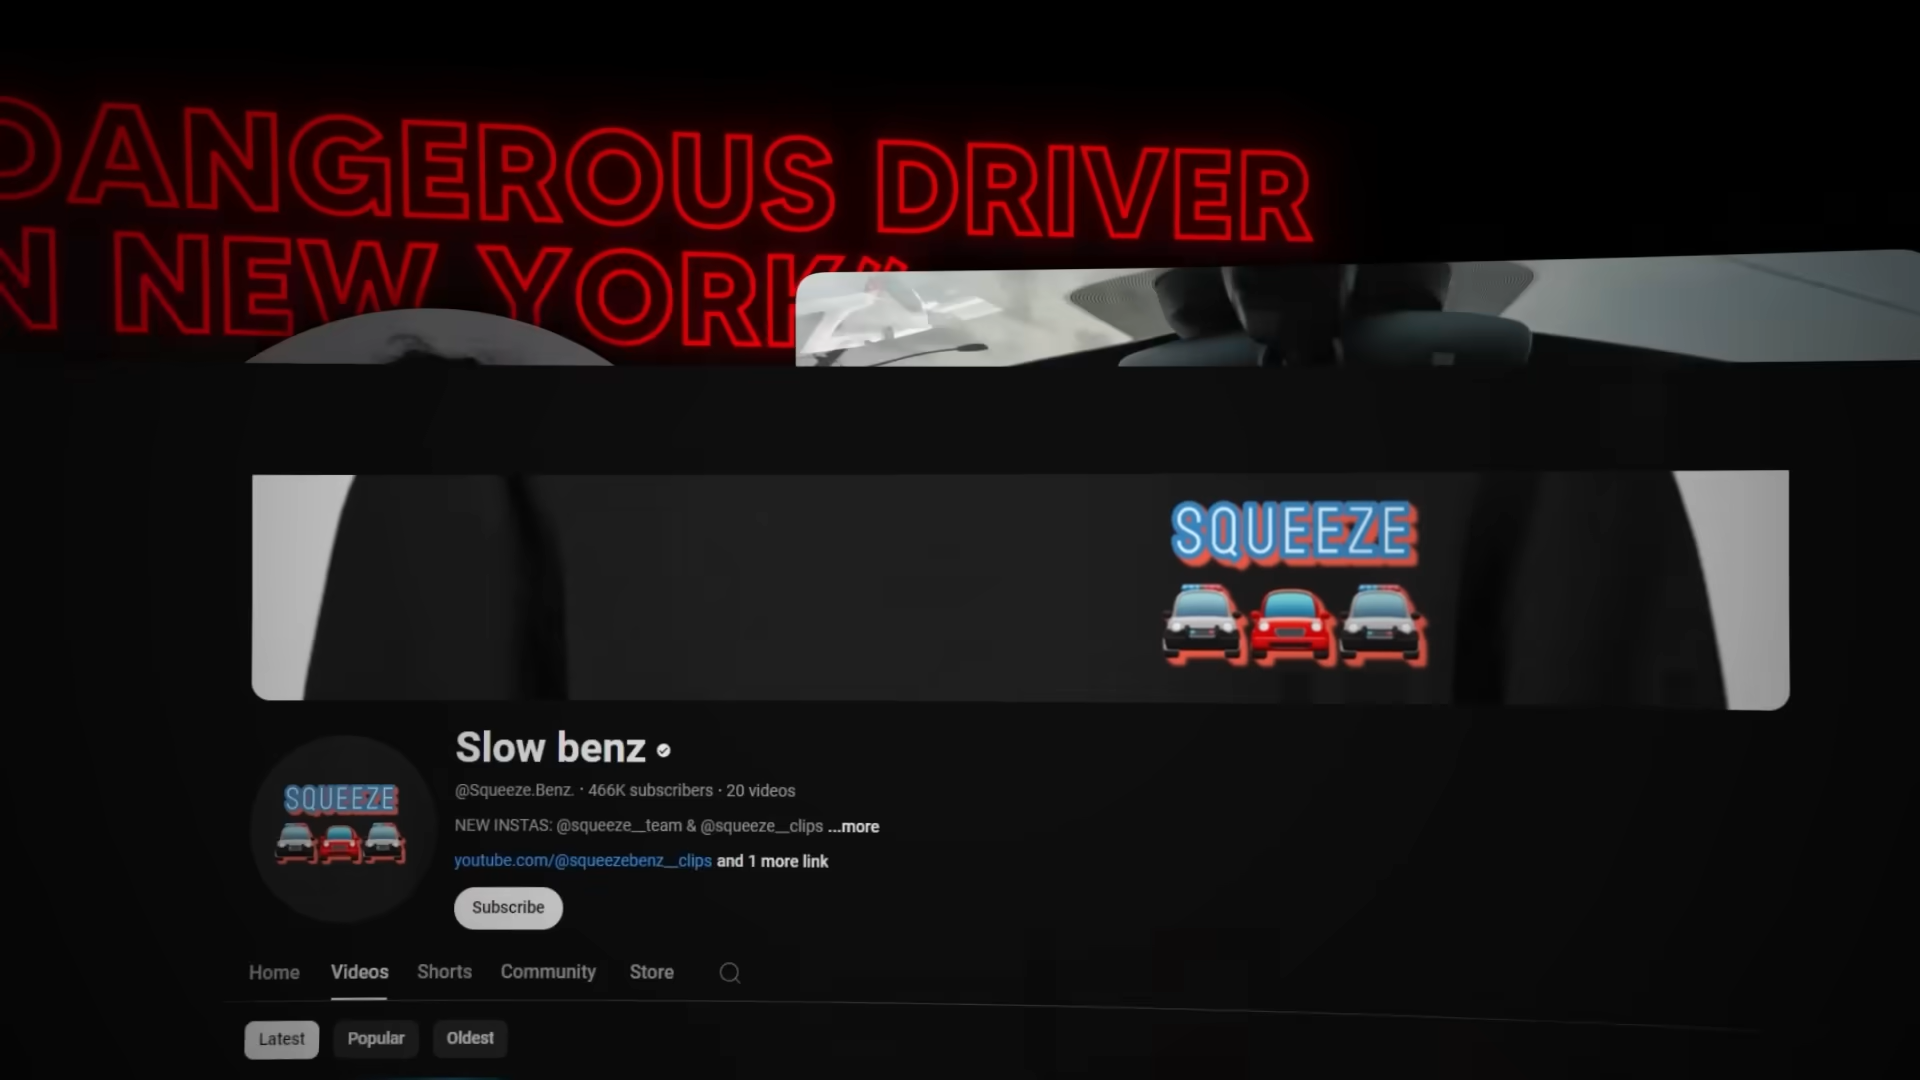 DANGEROUS DRIVER
N NEW YORK"
SQUEEZE
Slow benz
@Squeeze.Benz. · 466K subscribers · 20 videos
NEW INSTAS: @squeeze__team & @squeeze__clips ...more
youtube.com/@squeezebenz__clips and 1 more link
Subscribe
SQUEEZE
Home Videos Shorts Community Store
Latest Popular Oldest